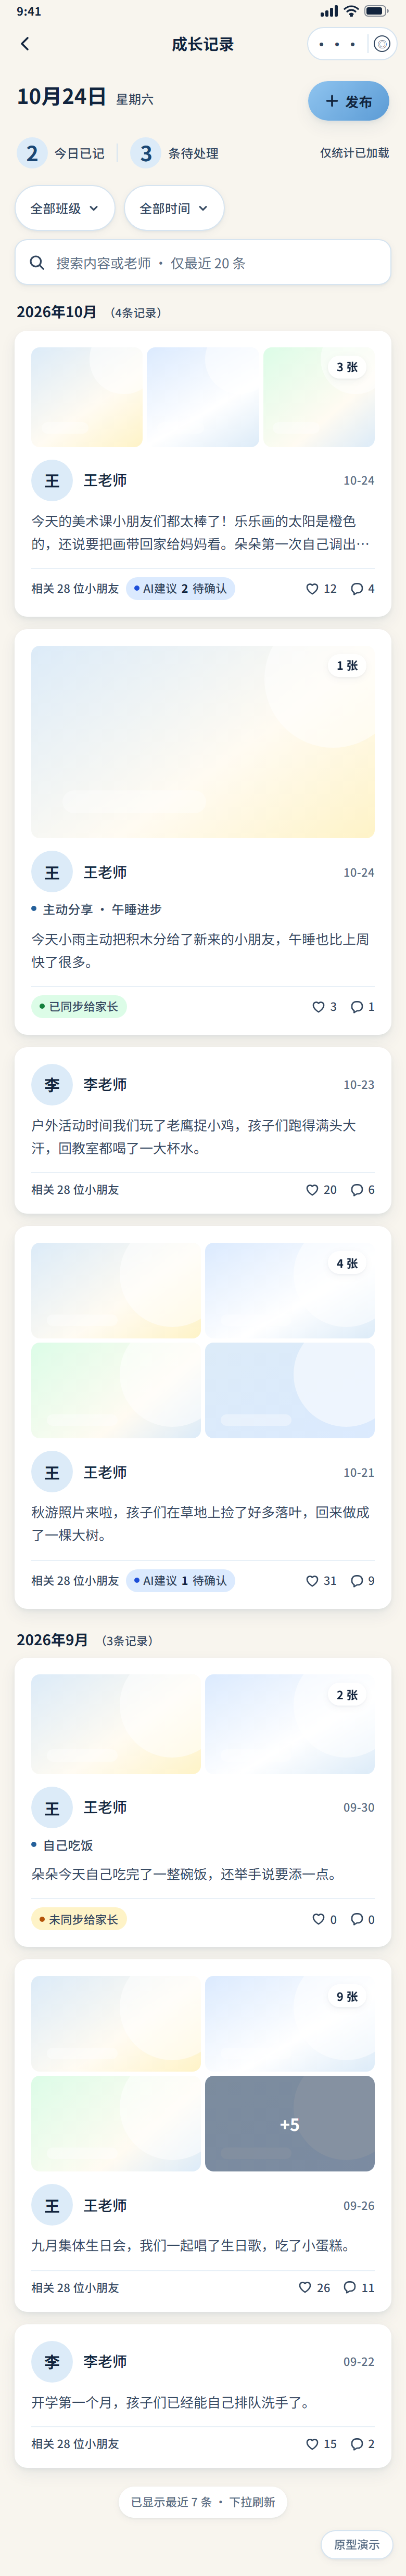 9:41
成长记录
10月24日 星期六
＋ 发布
2 今日已记
3 条待处理
仅统计已加载
全部班级
全部时间
搜索内容或老师 · 仅最近 20 条
2026年10月 （4条记录）
3 张
王 王老师 10-24
今天的美术课小朋友们都太棒了！乐乐画的太阳是橙色
的，还说要把画带回家给妈妈看。朵朵第一次自己调出…
相关 28 位小朋友 AI建议 2 待确认 12 4
1 张
王 王老师 10-24
主动分享 · 午睡进步
今天小雨主动把积木分给了新来的小朋友，午睡也比上周
快了很多。
已同步给家长 3 1
李 李老师 10-23
户外活动时间我们玩了老鹰捉小鸡，孩子们跑得满头大
汗，回教室都喝了一大杯水。
相关 28 位小朋友 20 6
4 张
王 王老师 10-21
秋游照片来啦，孩子们在草地上捡了好多落叶，回来做成
了一棵大树。
相关 28 位小朋友 AI建议 1 待确认 31 9
2026年9月 （3条记录）
2 张
王 王老师 09-30
自己吃饭
朵朵今天自己吃完了一整碗饭，还举手说要添一点。
未同步给家长 0 0
9 张
+5
王 王老师 09-26
九月集体生日会，我们一起唱了生日歌，吃了小蛋糕。
相关 28 位小朋友 26 11
李 李老师 09-22
开学第一个月，孩子们已经能自己排队洗手了。
相关 28 位小朋友 15 2
已显示最近 7 条 · 下拉刷新
原型演示